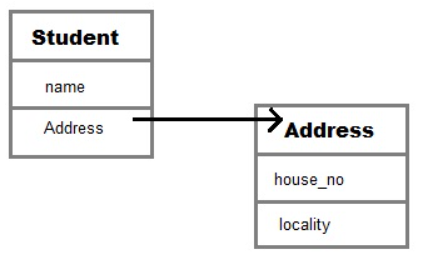 Student
name
Address
Address
house_no
locality